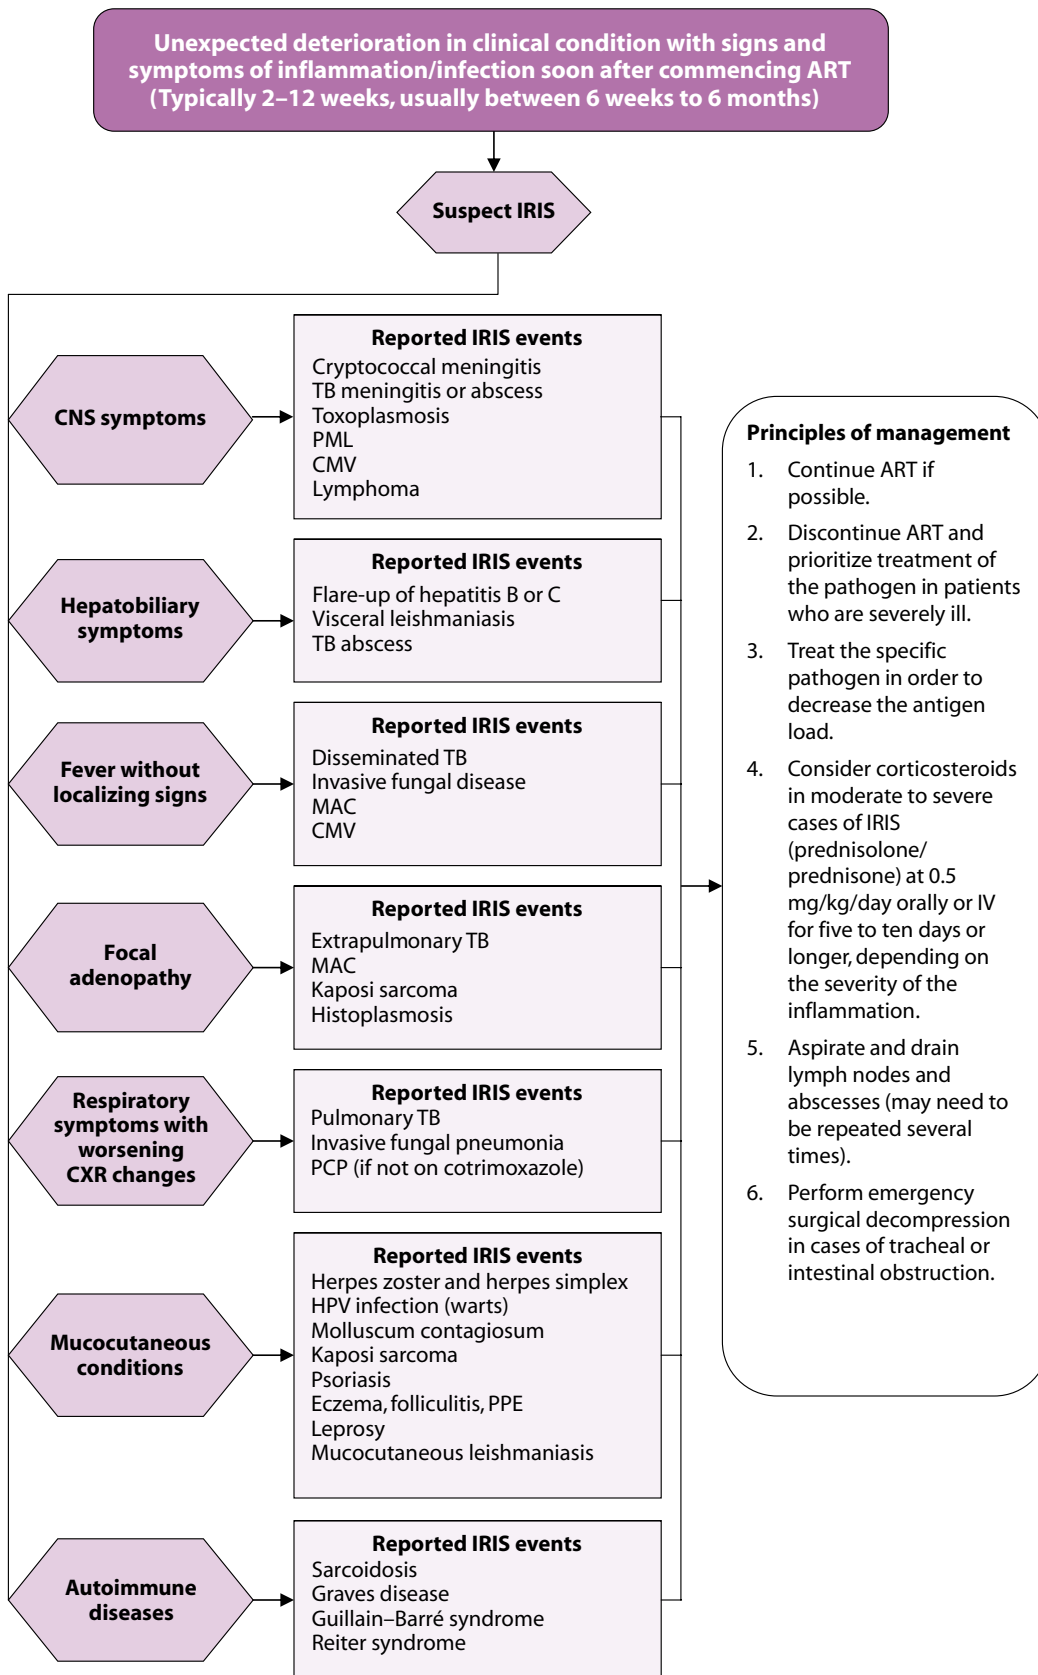 Unexpected deterioration in clinical condition with signs and
symptoms of inflammation/infection soon after commencing ART
(Typically 2–12 weeks, usually between 6 weeks to 6 months)
Suspect IRIS
CNS symptoms
Reported IRIS events
Cryptococcal meningitis
TB meningitis or abscess
Toxoplasmosis
PML
CMV
Lymphoma
Hepatobiliary
symptoms
Reported IRIS events
Flare-up of hepatitis B or C
Visceral leishmaniasis
TB abscess
Fever without
localizing signs
Reported IRIS events
Disseminated TB
Invasive fungal disease
MAC
CMV
Focal
adenopathy
Reported IRIS events
Extrapulmonary TB
MAC
Kaposi sarcoma
Histoplasmosis
Respiratory
symptoms with
worsening
CXR changes
Reported IRIS events
Pulmonary TB
Invasive fungal pneumonia
PCP (if not on cotrimoxazole)
Mucocutaneous
conditions
Reported IRIS events
Herpes zoster and herpes simplex
HPV infection (warts)
Molluscum contagiosum
Kaposi sarcoma
Psoriasis
Eczema, folliculitis, PPE
Leprosy
Mucocutaneous leishmaniasis
Autoimmune
diseases
Reported IRIS events
Sarcoidosis
Graves disease
Guillain–Barré syndrome
Reiter syndrome
Principles of management
1. Continue ART if
possible.
2. Discontinue ART and
prioritize treatment of
the pathogen in patients
who are severely ill.
3. Treat the specific
pathogen in order to
decrease the antigen
load.
4. Consider corticosteroids
in moderate to severe
cases of IRIS
(prednisolone/
prednisone) at 0.5
mg/kg/day orally or IV
for five to ten days or
longer, depending on
the severity of the
inflammation.
5. Aspirate and drain
lymph nodes and
abscesses (may need to
be repeated several
times).
6. Perform emergency
surgical decompression
in cases of tracheal or
intestinal obstruction.